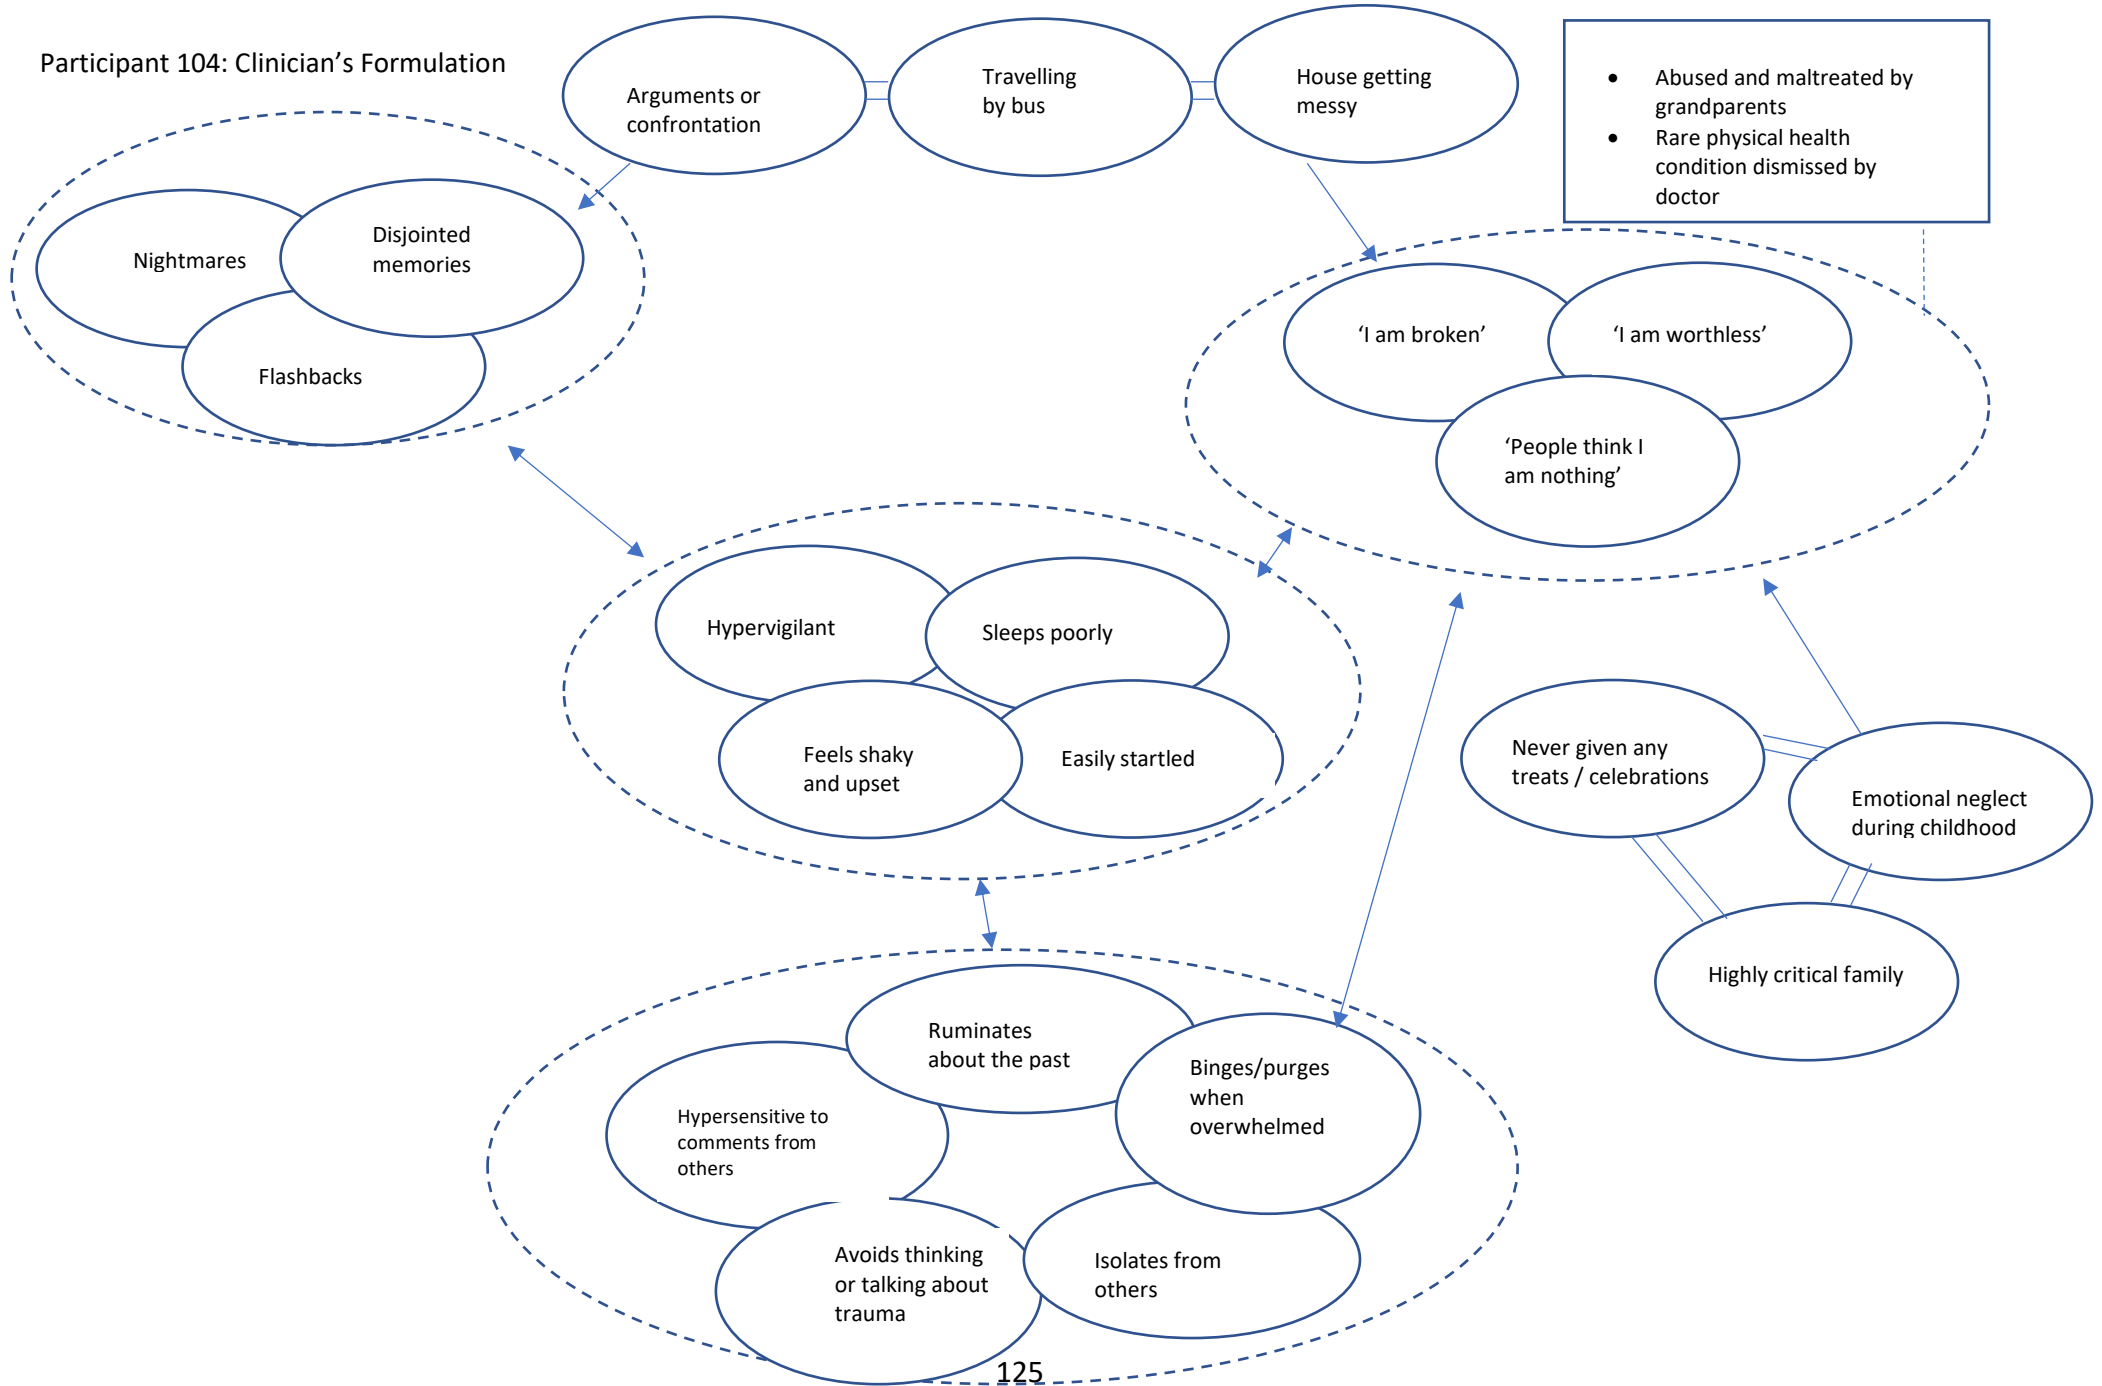 Participant 104: Clinician’s Formulation
Arguments or
confrontation
Travelling
by bus
House getting
messy
• Abused and maltreated by
grandparents
• Rare physical health
condition dismissed by
doctor
Nightmares
Disjointed
memories
Flashbacks
‘I am broken’
‘I am worthless’
‘People think I
am nothing’
Hypervigilant
Sleeps poorly
Feels shaky
and upset
Easily startled
Never given any
treats / celebrations
Emotional neglect
during childhood
Highly critical family
Ruminates
about the past
Binges/purges
when
overwhelmed
Hypersensitive to
comments from
others
Avoids thinking
or talking about
trauma
Isolates from
others
125